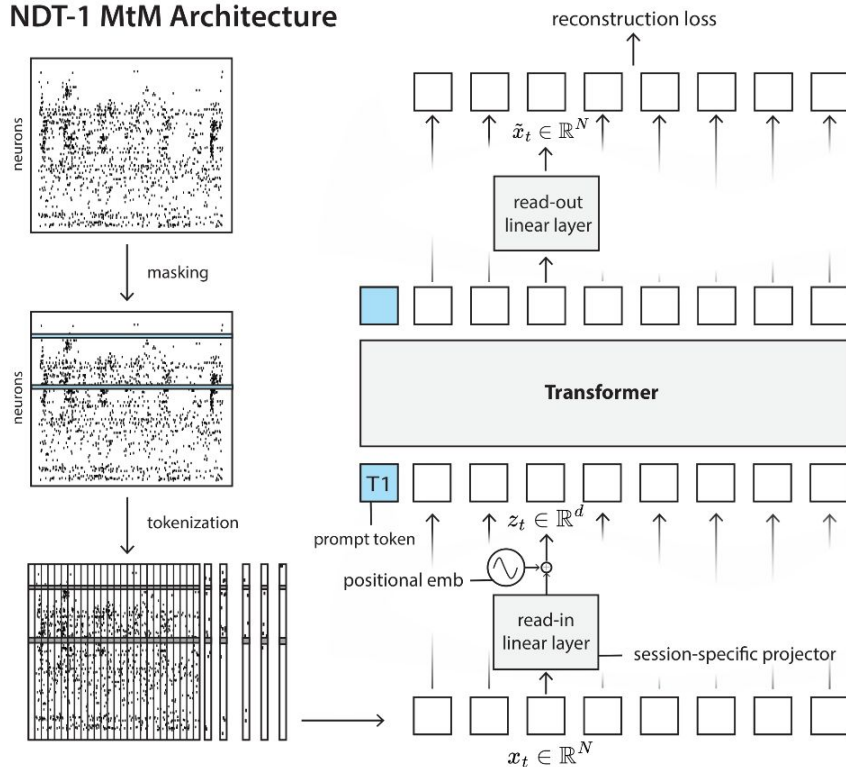 NDT-1 MtM Architecture
neurons
masking
neurons
tokenization
reconstruction loss
x̃_t ∈ ℝ^N
read-out
linear layer
Transformer
T1
prompt token
z_t ∈ ℝ^d
positional emb
read-in
linear layer
session-specific projector
x_t ∈ ℝ^N